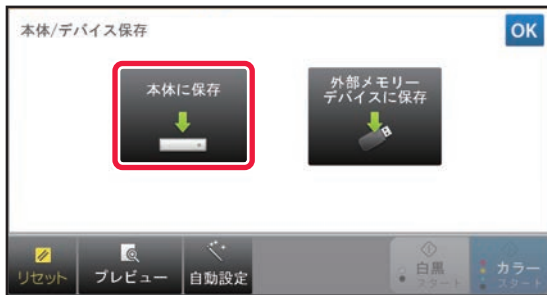 本体/デバイス保存
OK
本体に保存
外部メモリー
デバイスに保存
リセット
プレビュー
自動設定
白黒
スタート
カラー
スタート